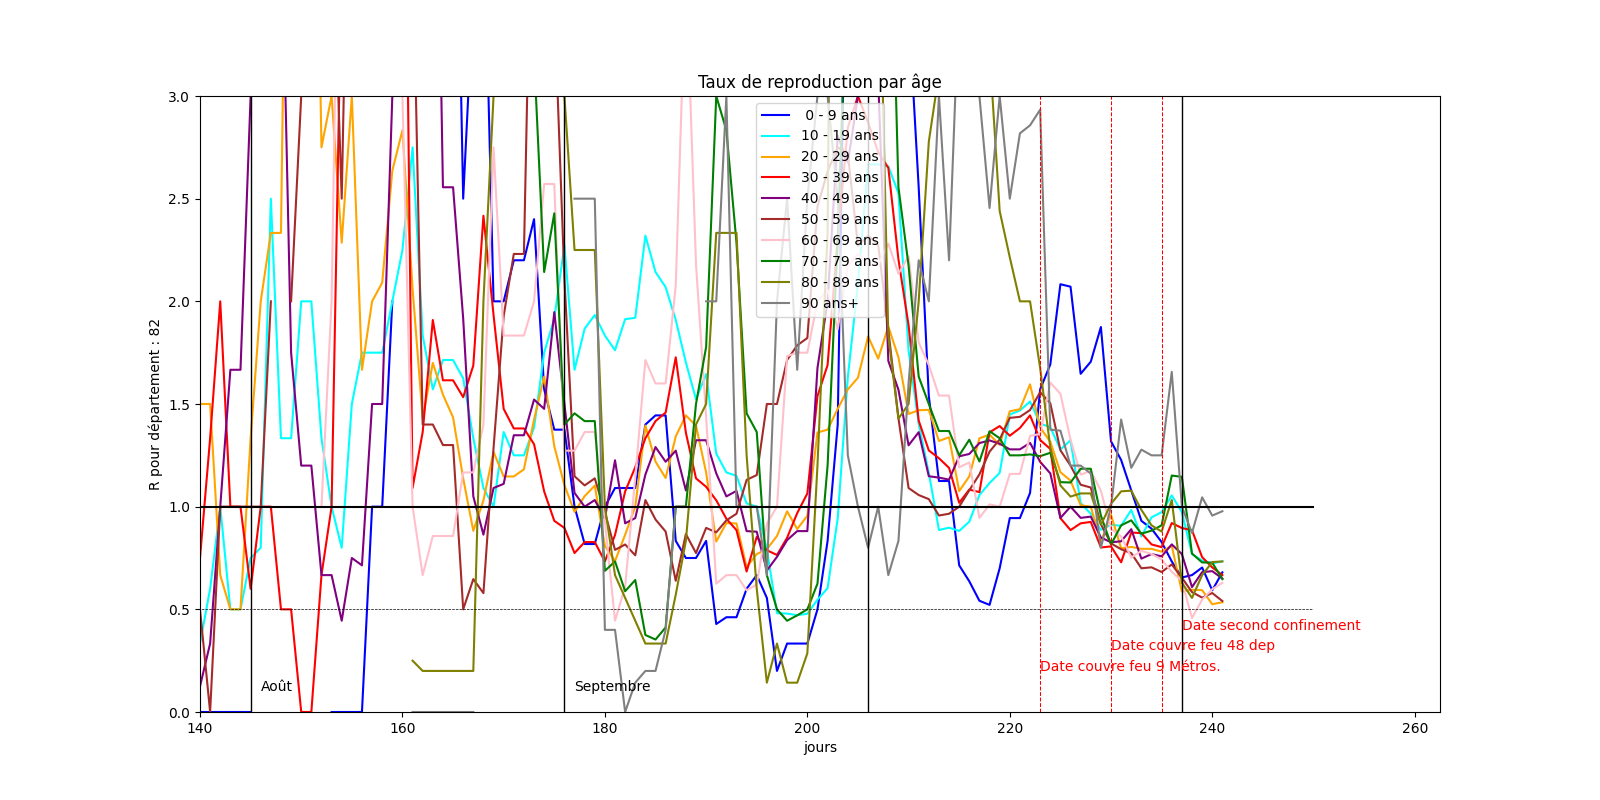 Taux de reproduction par âge
R pour département : 82
3.0
2.5
2.0
1.5
1.0
0.5
0.0
0 - 9 ans
10 - 19 ans
20 - 29 ans
30 - 39 ans
40 - 49 ans
50 - 59 ans
60 - 69 ans
70 - 79 ans
80 - 89 ans
90 ans+
Date second confinement
Date couvre feu 48 dep
Date couvre feu 9 Métros.
Août
Septembre
140
160
180
200
220
240
260
jours